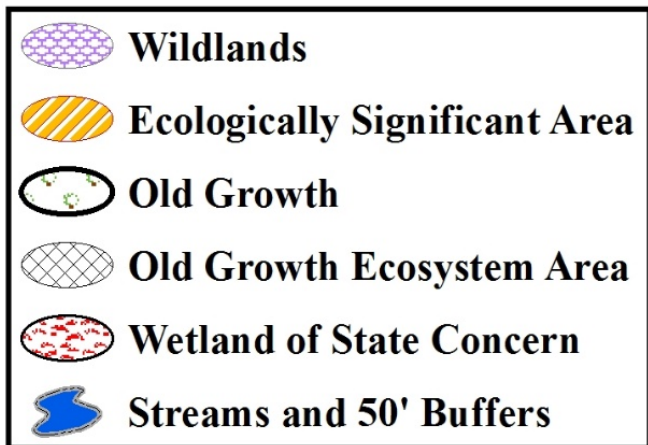 Wildlands
Ecologically Significant Area
Old Growth
Old Growth Ecosystem Area
Wetland of State Concern
Streams and 50' Buffers